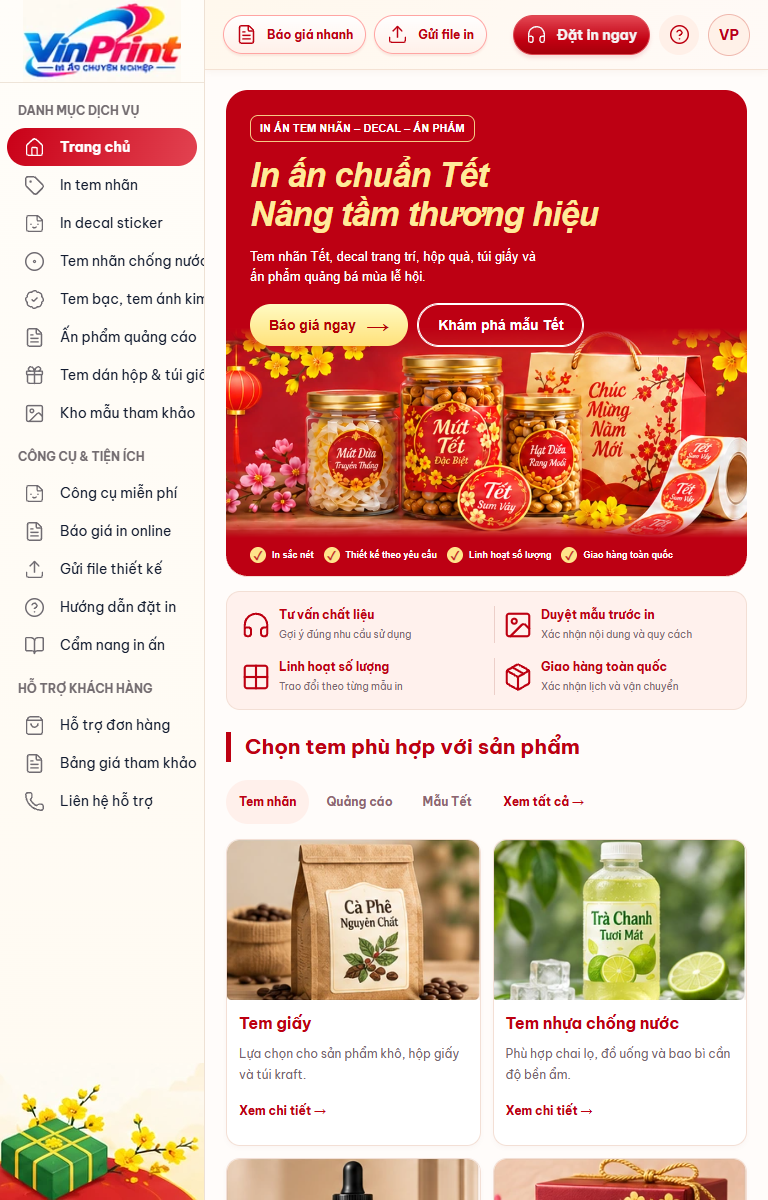 VinPrint
IN ẤN CHUYÊN NGHIỆP
DANH MỤC DỊCH VỤ
Trang chủ
In tem nhãn
In decal sticker
Tem nhãn chống nước
Tem bạc, tem ánh kim
Ấn phẩm quảng cáo
Tem dán hộp & túi giấ
Kho mẫu tham khảo
CÔNG CỤ & TIỆN ÍCH
Công cụ miễn phí
Báo giá in online
Gửi file thiết kế
Hướng dẫn đặt in
Cẩm nang in ấn
HỖ TRỢ KHÁCH HÀNG
Hỗ trợ đơn hàng
Bảng giá tham khảo
Liên hệ hỗ trợ
Báo giá nhanh
Gửi file in
Đặt in ngay
VP
IN ẤN TEM NHÃN – DECAL – ẤN PHẨM
In ấn chuẩn Tết
Nâng tầm thương hiệu
Tem nhãn Tết, decal trang trí, hộp quà, túi giấy và
ấn phẩm quảng bá mùa lễ hội.
Báo giá ngay →
Khám phá mẫu Tết
Mứt Dừa
Truyền Thống
Mứt
Tết
Đặc Biệt
Hạt Điều
Rang Muối
Tết
Sum Vầy
Chúc
Mừng
Năm
Mới
Tết
Sum Vầy
Tết
Sum Vầy
In sắc nét
Thiết kế theo yêu cầu
Linh hoạt số lượng
Giao hàng toàn quốc
Tư vấn chất liệu
Gợi ý đúng nhu cầu sử dụng
Duyệt mẫu trước in
Xác nhận nội dung và quy cách
Linh hoạt số lượng
Trao đổi theo từng mẫu in
Giao hàng toàn quốc
Xác nhận lịch và vận chuyển
Chọn tem phù hợp với sản phẩm
Tem nhãn
Quảng cáo
Mẫu Tết
Xem tất cả →
Cà Phê
Nguyên Chất
Trà Chanh
Tươi Mát
Tem giấy
Lựa chọn cho sản phẩm khô, hộp giấy
và túi kraft.
Xem chi tiết →
Tem nhựa chống nước
Phù hợp chai lọ, đồ uống và bao bì cần
độ bền ẩm.
Xem chi tiết →